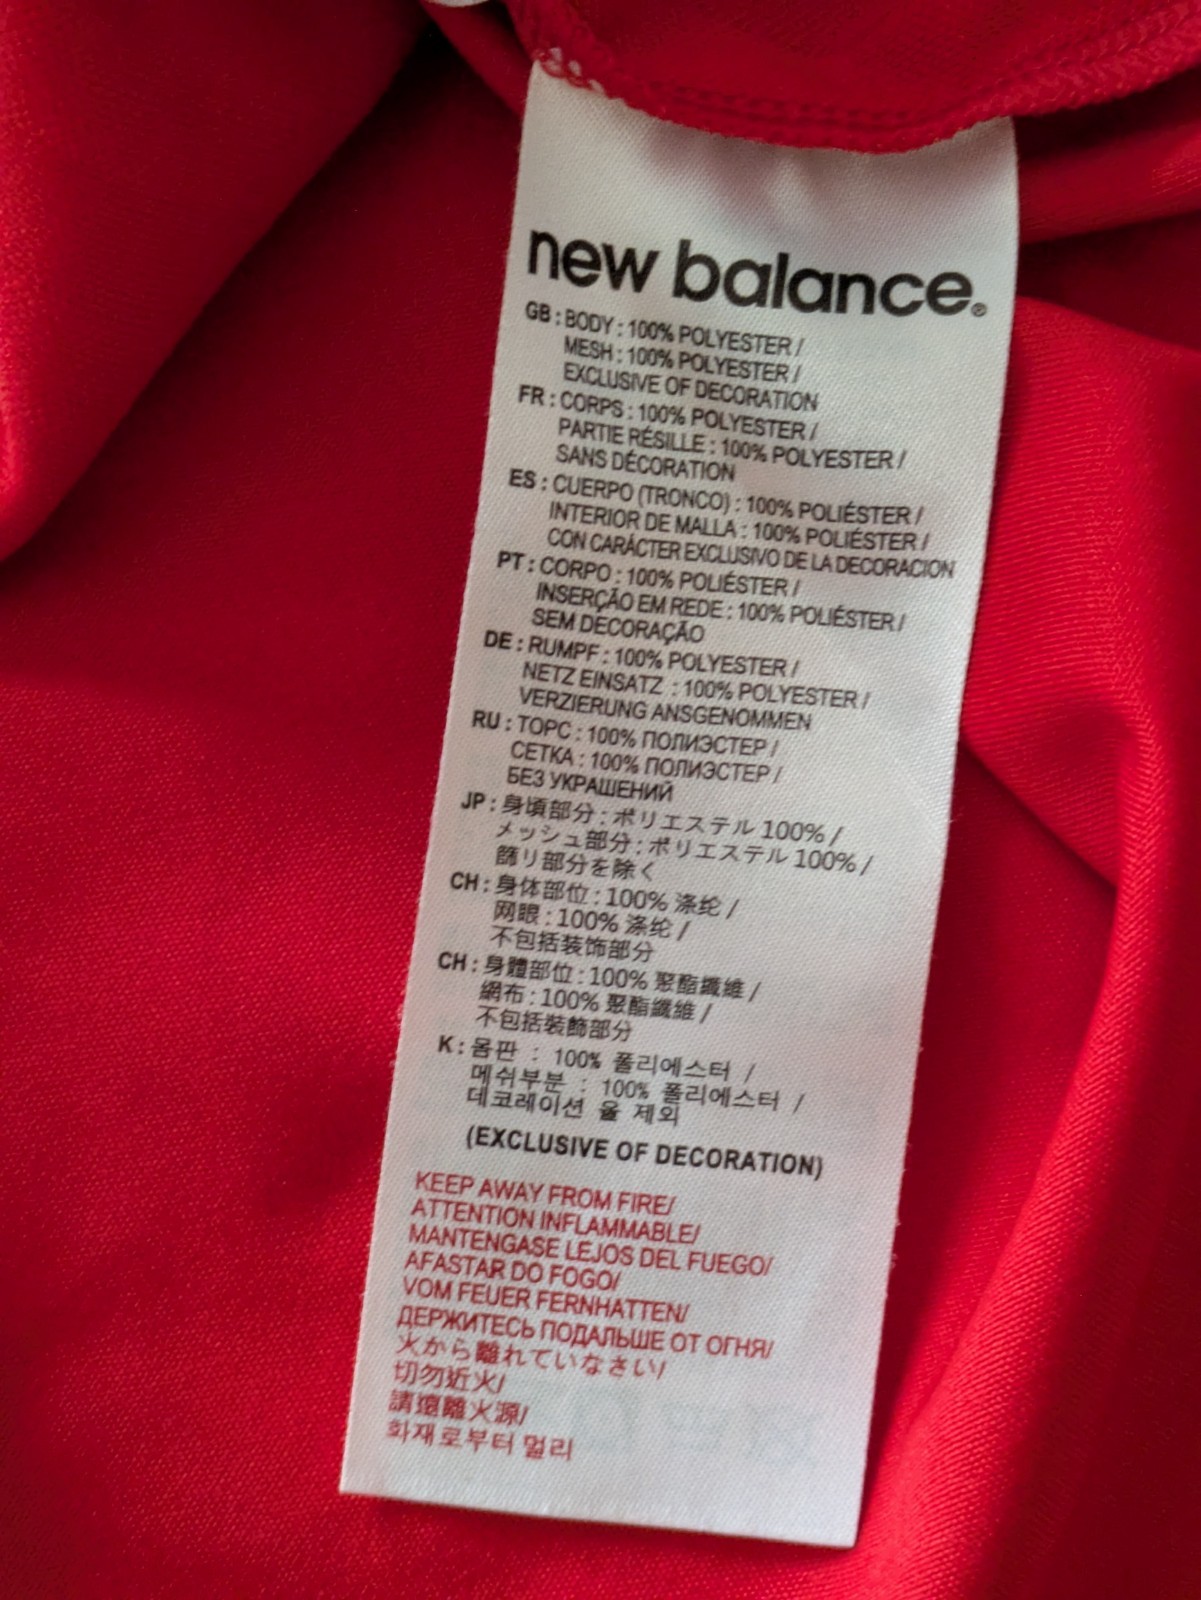 new balance®
GB : BODY : 100% POLYESTER /
MESH : 100% POLYESTER /
EXCLUSIVE OF DECORATION
FR : CORPS : 100% POLYESTER /
PARTIE RÉSILLE : 100% POLYESTER /
SANS DÉCORATION
ES : CUERPO (TRONCO) : 100% POLIÉSTER /
INTERIOR DE MALLA : 100% POLIÉSTER /
CON CARÁCTER EXCLUSIVO DE LA DECORACION
PT : CORPO : 100% POLIÉSTER /
INSERÇÃO EM REDE : 100% POLIÉSTER /
SEM DECORAÇÃO
DE : RUMPF : 100% POLYESTER /
NETZ EINSATZ : 100% POLYESTER /
VERZIERUNG ANSGENOMMEN
RU : ТОРС : 100% ПОЛИЭСТЕР /
СЕТКА : 100% ПОЛИЭСТЕР /
БЕЗ УКРАШЕНИЙ
JP : 身頃部分 : ポリエステル 100% /
メッシュ部分 : ポリエステル 100% /
篩リ部分を除く
CH : 身体部位 : 100% 涤纶 /
网眼 : 100% 涤纶 /
不包括装饰部分
CH : 身體部位 : 100% 聚酯纖維 /
網布 : 100% 聚酯纖維 /
不包括裝飾部分
K : 몸판 : 100% 폴리에스터 /
메쉬부분 : 100% 폴리에스터 /
데코레이션 을 제외
(EXCLUSIVE OF DECORATION)
KEEP AWAY FROM FIRE/
ATTENTION INFLAMMABLE/
MANTENGASE LEJOS DEL FUEGO/
AFASTAR DO FOGO/
VOM FEUER FERNHATTEN/
ДЕРЖИТЕСЬ ПОДАЛЬШЕ ОТ ОГНЯ/
火から離れていなさい/
切勿近火/
請遠離火源/
화재로부터 멀리